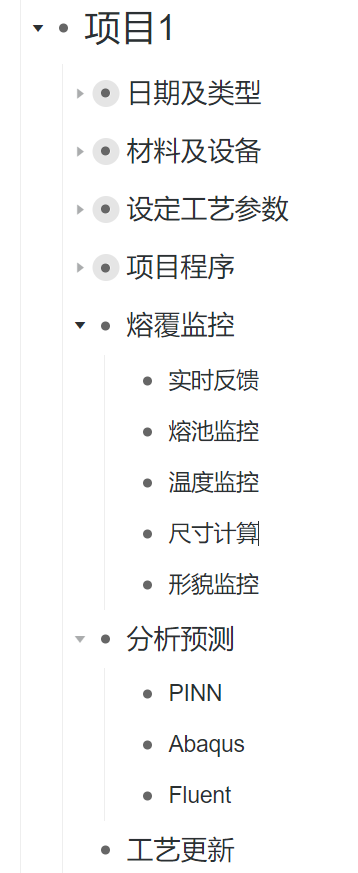 项目1
日期及类型
材料及设备
设定工艺参数
项目程序
熔覆监控
实时反馈
熔池监控
温度监控
尺寸计算
形貌监控
分析预测
PINN
Abaqus
Fluent
工艺更新